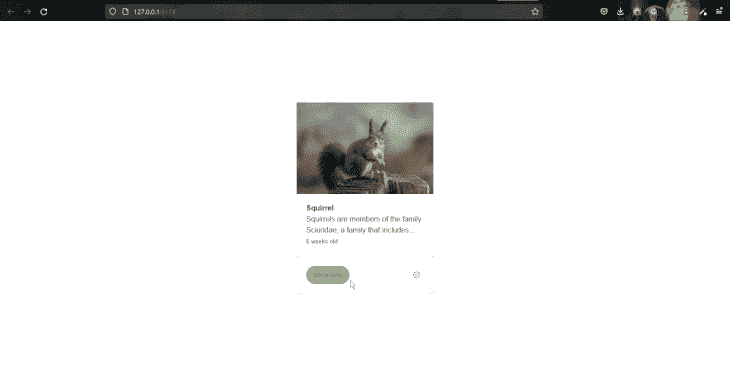 127.0.0.1:5174
Squirrel
Squirrels are members of the family
Sciuridae, a family that includes...
6 weeks old
More Info